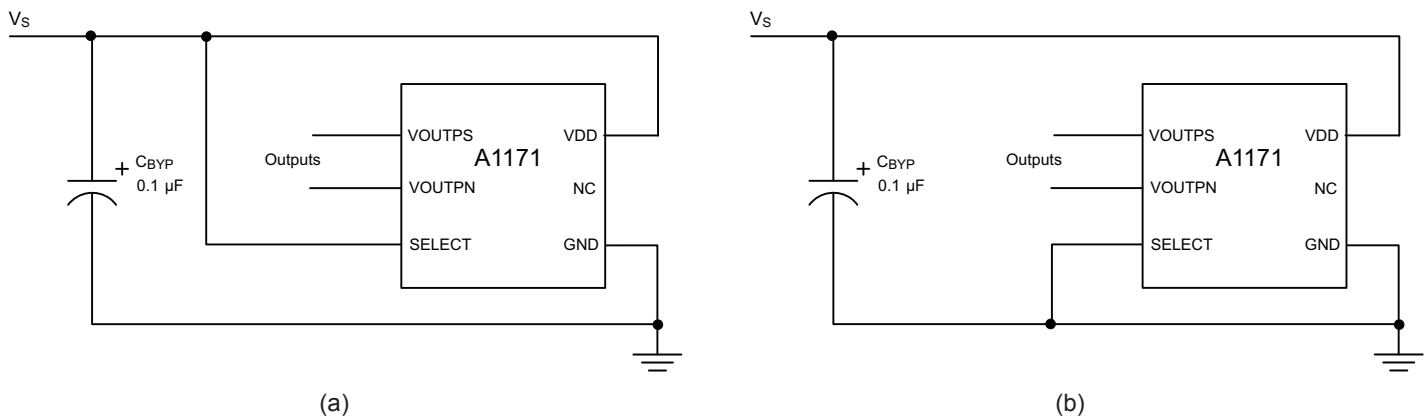 VS
VS
VOUTPS
VDD
A1171
Outputs
+
CBYP
0.1 µF
VOUTPN
NC
SELECT
GND
VOUTPS
VDD
A1171
Outputs
+
CBYP
0.1 µF
VOUTPN
NC
SELECT
GND
(a)
(b)